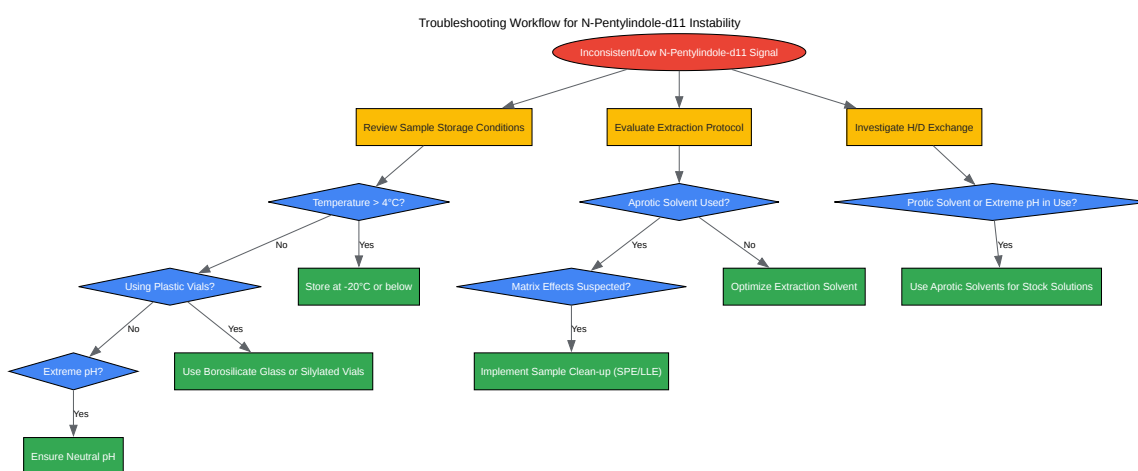 Troubleshooting Workflow for N-Pentylindole-d11 Instability
Inconsistent/Low N-Pentylindole-d11 Signal
Review Sample Storage Conditions
Evaluate Extraction Protocol
Investigate H/D Exchange
Temperature > 4°C?
Aprotic Solvent Used?
Protic Solvent or Extreme pH in Use?
No
Yes
Yes
No
Yes
Using Plastic Vials?
Store at -20°C or below
Matrix Effects Suspected?
Optimize Extraction Solvent
Use Aprotic Solvents for Stock Solutions
No
Yes
Yes
Extreme pH?
Use Borosilicate Glass or Silylated Vials
Implement Sample Clean-up (SPE/LLE)
Yes
Ensure Neutral pH